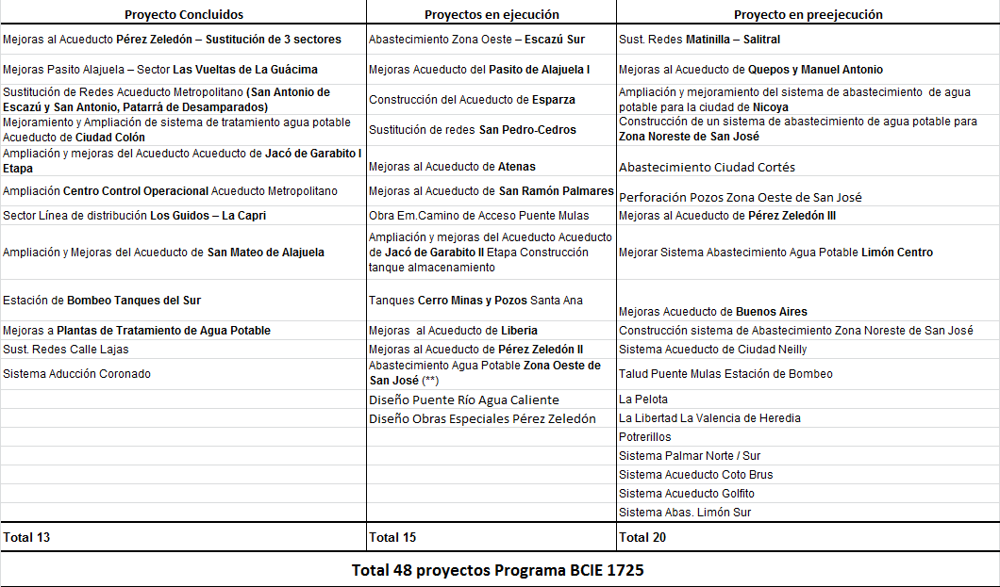 Proyecto Concluidos
Proyectos en ejecución
Proyecto en preejecución
Mejoras al Acueducto Pérez Zeledón – Sustitución de 3 sectores
Abastecimiento Zona Oeste – Escazú Sur
Sust. Redes Matinilla – Salitral
Mejoras Pasito Alajuela – Sector Las Vueltas de La Guácima
Mejoras Acueducto del Pasito de Alajuela I
Mejoras al Acueducto de Quepos y Manuel Antonio
Sustitución de Redes Acueducto Metropolitano (San Antonio de
Escazú y San Antonio, Patarrá de Desamparados)
Construcción del Acueducto de Esparza
Ampliación y mejoramiento del sistema de abastecimiento de agua
potable para la ciudad de Nicoya
Mejoramiento y Ampliación de sistema de tratamiento agua potable
Acueducto de Ciudad Colón
Sustitución de redes San Pedro-Cedros
Construcción de un sistema de abastecimiento de agua potable para
Zona Noreste de San José
Ampliación y mejoras del Acueducto Acueducto de Jacó de Garabito I
Etapa
Mejoras al Acueducto de Atenas
Abastecimiento Ciudad Cortés
Ampliación Centro Control Operacional Acueducto Metropolitano
Mejoras al Acueducto de San Ramón Palmares
Perforación Pozos Zona Oeste de San José
Sector Línea de distribución Los Guidos – La Capri
Obra Em.Camino de Acceso Puente Mulas
Mejoras al Acueducto de Pérez Zeledón III
Ampliación y Mejoras del Acueducto de San Mateo de Alajuela
Ampliación y mejoras del Acueducto Acueducto
de Jacó de Garabito II Etapa Construcción
tanque almacenamiento
Mejorar Sistema Abastecimiento Agua Potable Limón Centro
Estación de Bombeo Tanques del Sur
Tanques Cerro Minas y Pozos Santa Ana
Mejoras Acueducto de Buenos Aires
Mejoras a Plantas de Tratamiento de Agua Potable
Mejoras al Acueducto de Liberia
Construcción sistema de Abastecimiento Zona Noreste de San José
Sust. Redes Calle Lajas
Mejoras al Acueducto de Pérez Zeledón II
Sistema Acueducto de Ciudad Neilly
Sistema Aducción Coronado
Abastecimiento Agua Potable Zona Oeste de
San José (**)
Talud Puente Mulas Estación de Bombeo
Diseño Puente Río Agua Caliente
La Pelota
Diseño Obras Especiales Pérez Zeledón
La Libertad La Valencia de Heredia
Potrerillos
Sistema Palmar Norte / Sur
Sistema Acueducto Coto Brus
Sistema Acueducto Golfito
Sistema Abas. Limón Sur
Total 13
Total 15
Total 20
Total 48 proyectos Programa BCIE 1725